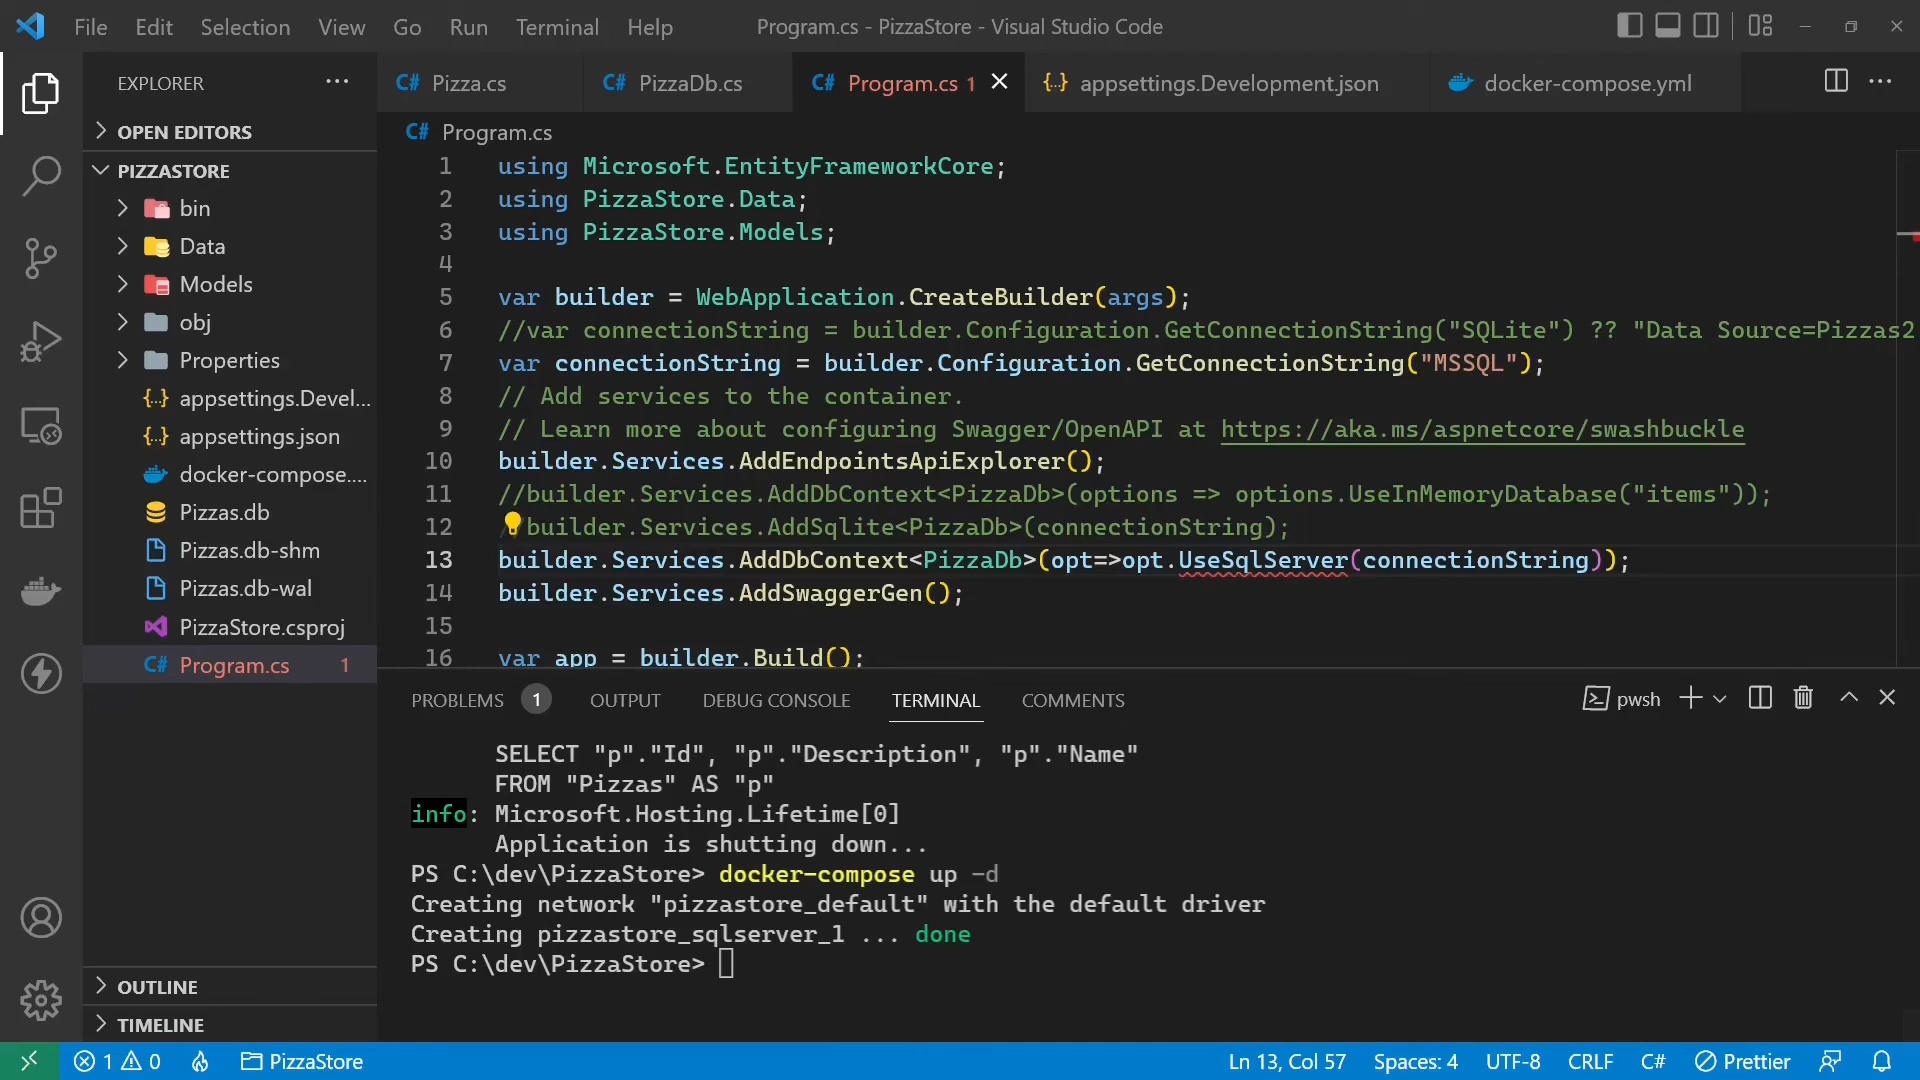 File Edit Selection View Go Run Terminal Help
Program.cs - PizzaStore - Visual Studio Code
EXPLORER
OPEN EDITORS
PIZZASTORE
bin
Data
Models
obj
Properties
appsettings.Devel...
appsettings.json
docker-compose....
Pizzas.db
Pizzas.db-shm
Pizzas.db-wal
PizzaStore.csproj
C# Program.cs 1
OUTLINE
TIMELINE
C# Pizza.cs
C# PizzaDb.cs
C# Program.cs 1
{..} appsettings.Development.json
docker-compose.yml
C# Program.cs
1 using Microsoft.EntityFrameworkCore;
2 using PizzaStore.Data;
3 using PizzaStore.Models;
4
5 var builder = WebApplication.CreateBuilder(args);
6 //var connectionString = builder.Configuration.GetConnectionString("SQLite") ?? "Data Source=Pizzas2
7 var connectionString = builder.Configuration.GetConnectionString("MSSQL");
8 // Add services to the container.
9 // Learn more about configuring Swagger/OpenAPI at https://aka.ms/aspnetcore/swashbuckle
10 builder.Services.AddEndpointsApiExplorer();
11 //builder.Services.AddDbContext<PizzaDb>(options => options.UseInMemoryDatabase("items"));
12 /builder.Services.AddSqlite<PizzaDb>(connectionString);
13 builder.Services.AddDbContext<PizzaDb>(opt=>opt.UseSqlServer(connectionString));
14 builder.Services.AddSwaggerGen();
15
16 var app = builder.Build();
PROBLEMS 1 OUTPUT DEBUG CONSOLE TERMINAL COMMENTS
pwsh
SELECT "p"."Id", "p"."Description", "p"."Name"
FROM "Pizzas" AS "p"
info: Microsoft.Hosting.Lifetime[0]
Application is shutting down...
PS C:\dev\PizzaStore> docker-compose up -d
Creating network "pizzastore_default" with the default driver
Creating pizzastore_sqlserver_1 ... done
PS C:\dev\PizzaStore>
1 0 PizzaStore
Ln 13, Col 57 Spaces: 4 UTF-8 CRLF C# Prettier